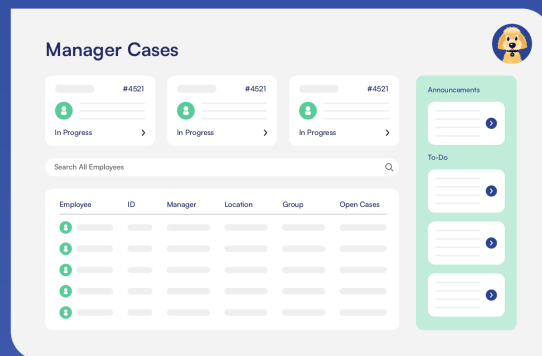 Manager Cases
#4521
In Progress
#4521
In Progress
#4521
In Progress
Search All Employees
Employee ID Manager Location Group Open Cases
Announcements
To-Do